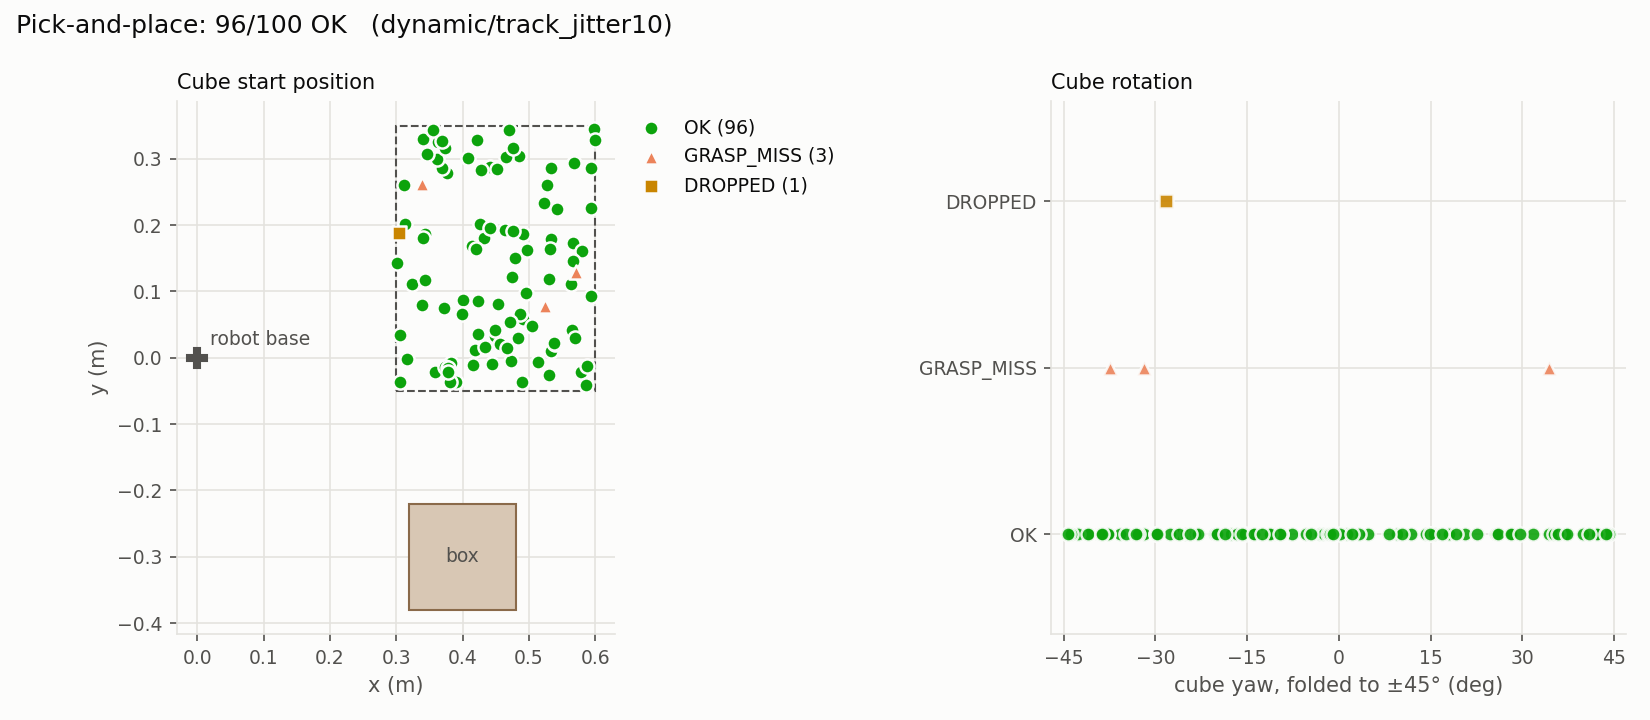 Pick-and-place: 96/100 OK   (dynamic/track_jitter10)
Cube start position
OK (96)
GRASP_MISS (3)
DROPPED (1)
robot base
box
0.3
0.2
0.1
0.0
−0.1
−0.2
−0.3
−0.4
y (m)
0.0 0.1 0.2 0.3 0.4 0.5 0.6
x (m)
Cube rotation
DROPPED
GRASP_MISS
OK
−45 −30 −15 0 15 30 45
cube yaw, folded to ±45° (deg)